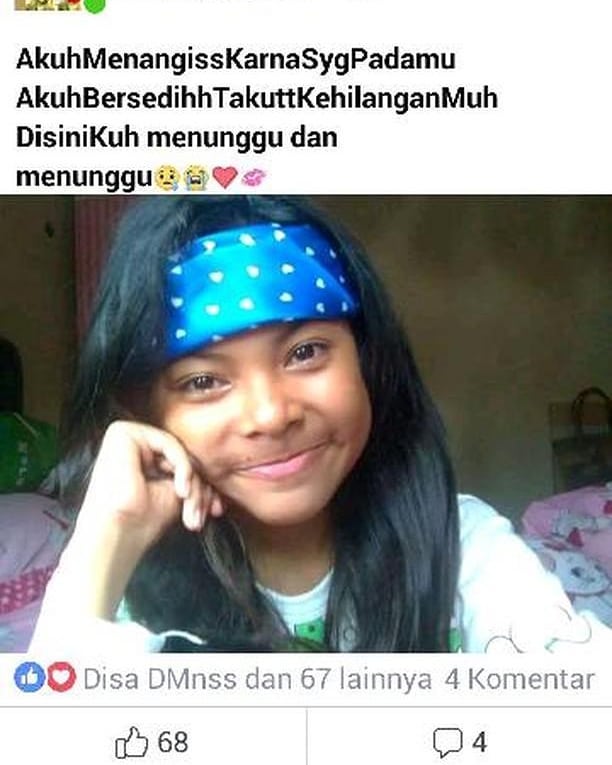 AkuhMenangissKarnaSygPadamu
AkuhBersedihhTakuttKehilanganMuh
DisiniKuh menunggu dan
menunggu😢😭❤️💋
Disa DMnss dan 67 lainnya 4 Komentar
68 4